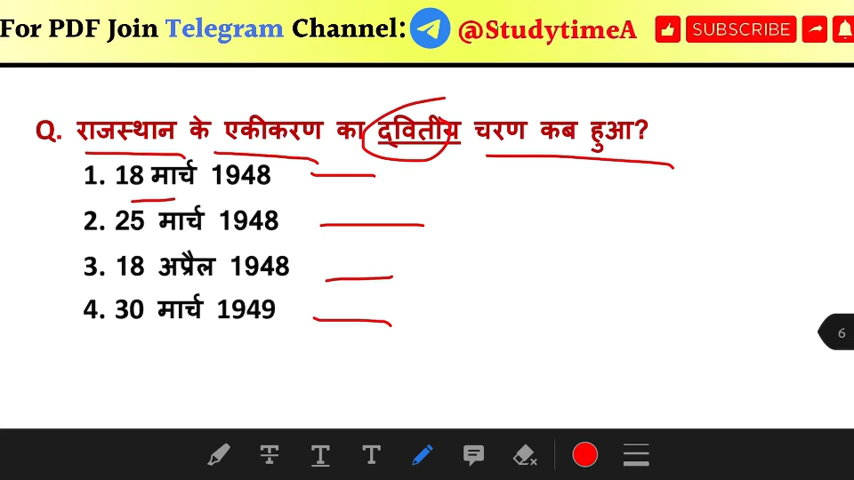 For PDF Join Telegram Channel: @StudytimeA SUBSCRIBE
Q. राजस्थान के एकीकरण का द्वितीय चरण कब हुआ?
1. 18 मार्च 1948
2. 25 मार्च 1948
3. 18 अप्रैल 1948
4. 30 मार्च 1949
6
T T T